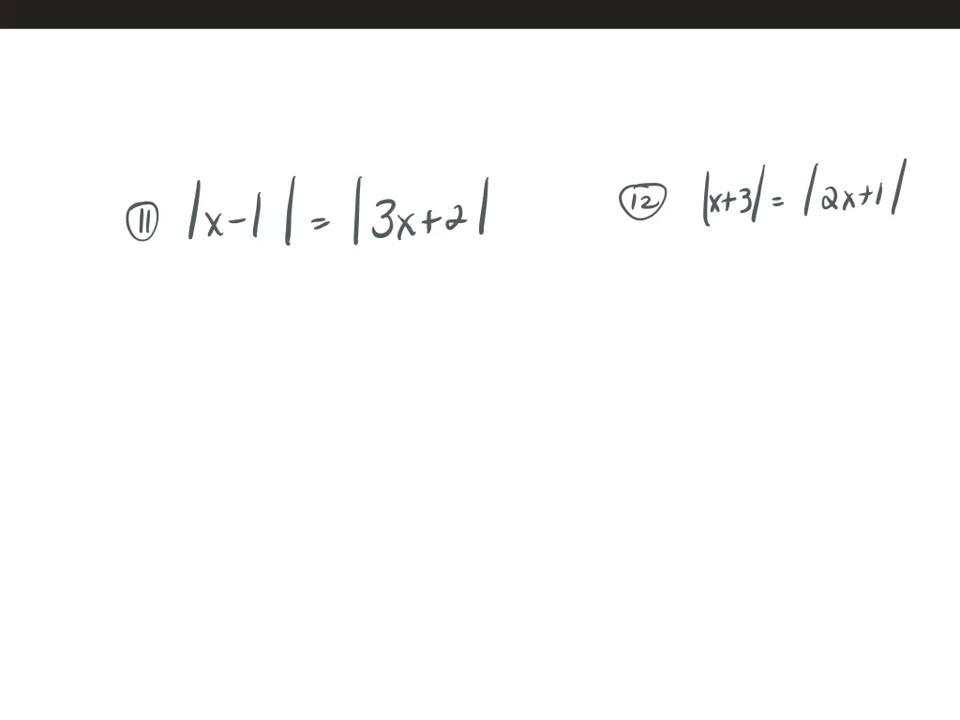 ⑪ |x-1| = |3x+2|
⑫ |x+3| = |2x+1|